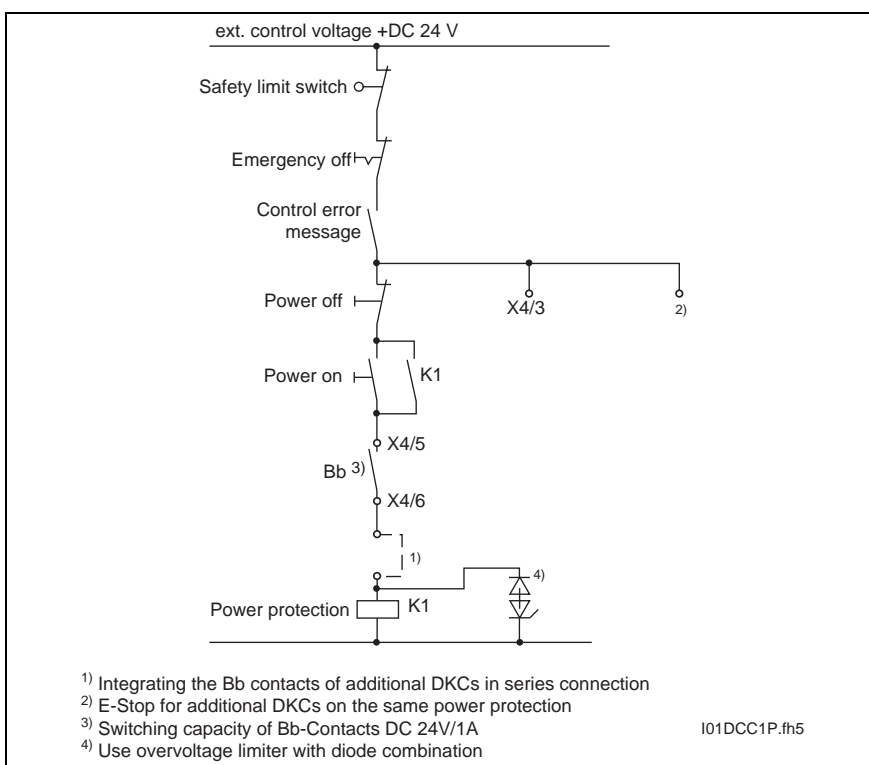 ext. control voltage +DC 24 V
Safety limit switch
Emergency off
Control error
message
Power off
X4/3
2)
Power on
K1
X4/5
Bb 3)
X4/6
1)
4)
Power protection
K1
1) Integrating the Bb contacts of additional DKCs in series connection
2) E-Stop for additional DKCs on the same power protection
3) Switching capacity of Bb-Contacts DC 24V/1A
I01DCC1P.fh5
4) Use overvoltage limiter with diode combination